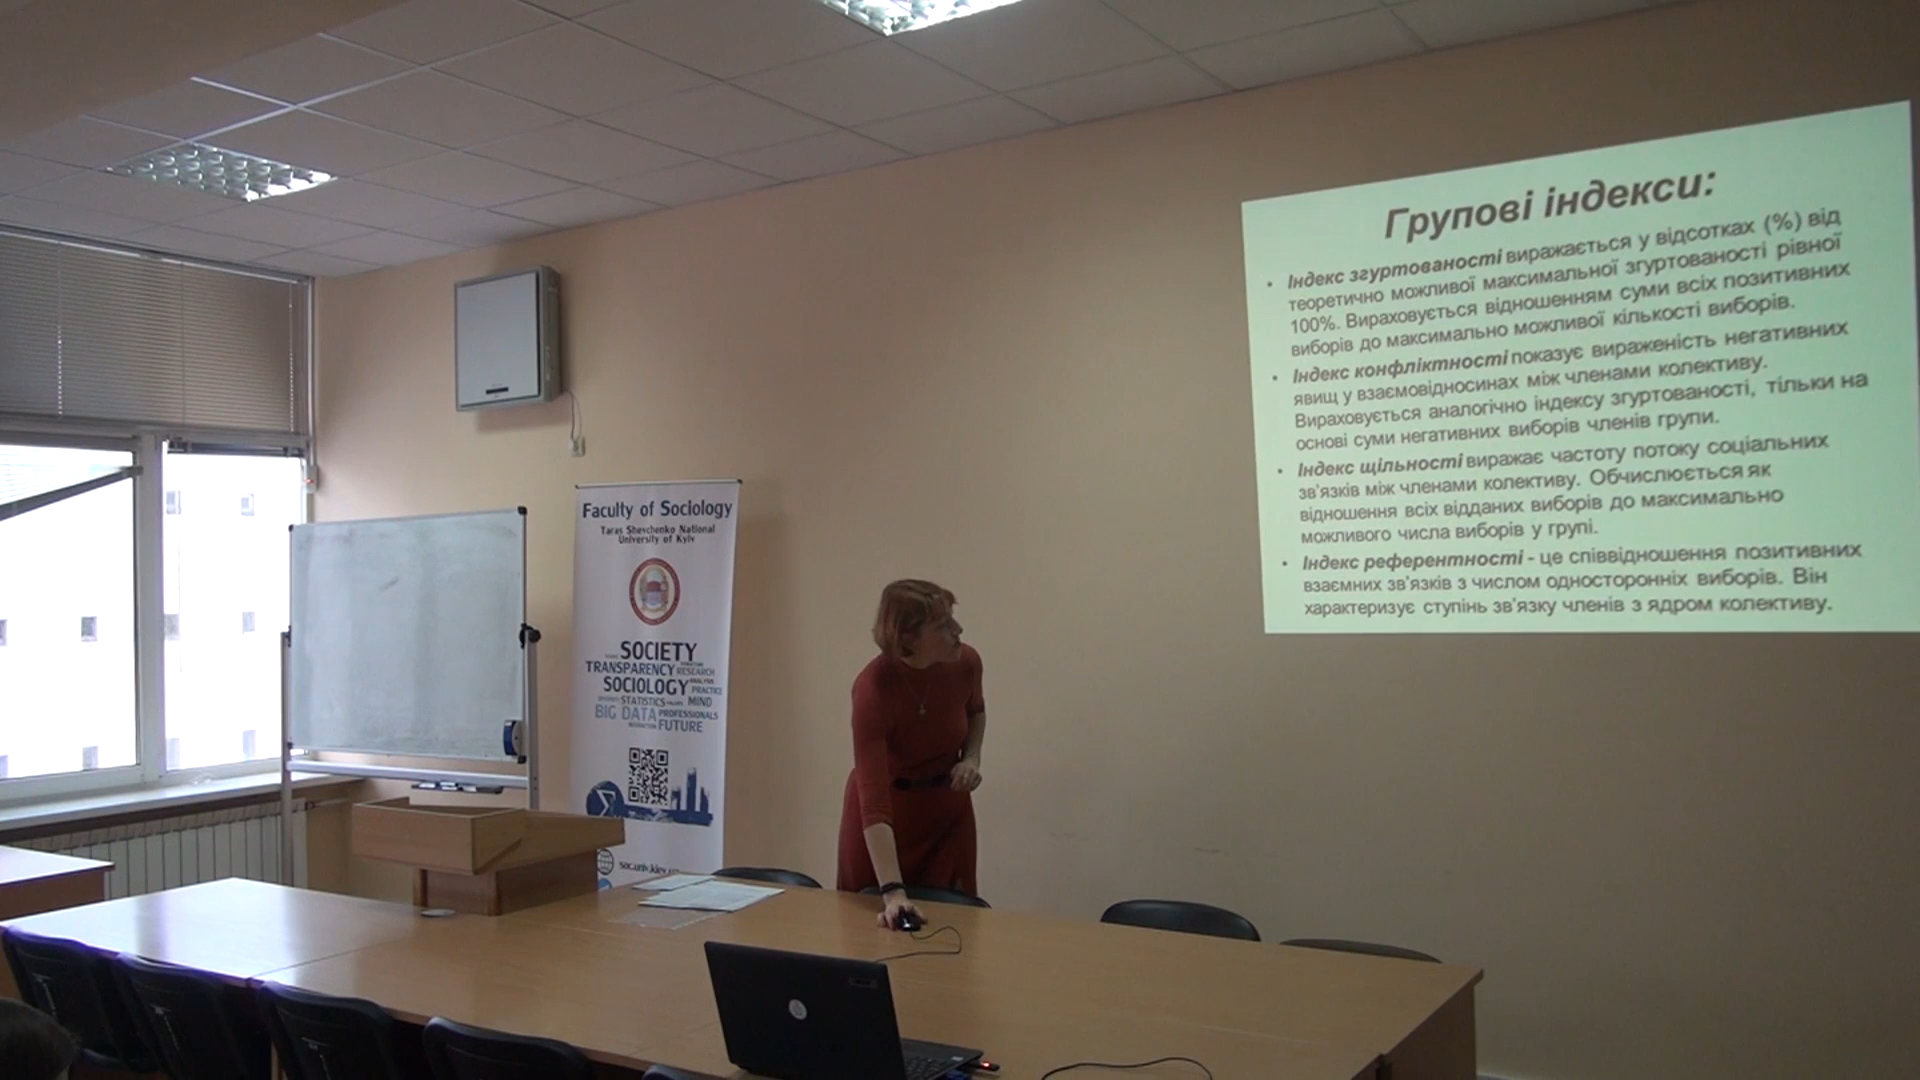 Групові індекси:
• Індекс згуртованості виражається у відсотках (%) від
теоретично можливої максимальної згуртованості рівної
100%. Вираховується відношенням суми всіх позитивних
виборів до максимально можливої кількості виборів.
• Індекс конфліктності показує вираженість негативних
явищ у взаємовідносинах між членами колективу.
Вираховується аналогічно індексу згуртованості, тільки на
основі суми негативних виборів членів групи.
• Індекс щільності виражає частоту потоку соціальних
зв'язків між членами колективу. Обчислюється як
відношення всіх відданих виборів до максимально
можливого числа виборів у групі.
• Індекс референтності - це співвідношення позитивних
взаємних зв'язків з числом односторонніх виборів. Він
характеризує ступінь зв'язку членів з ядром колективу.
Faculty of Sociology
Taras Shevchenko National
University of Kyiv
SOCIETY
TRANSPARENCY RESEARCH
SOCIOLOGY ANALYSIS PRACTICE
STATISTICS MIND
BIG DATA PROFESSIONALS
FUTURE
Σ